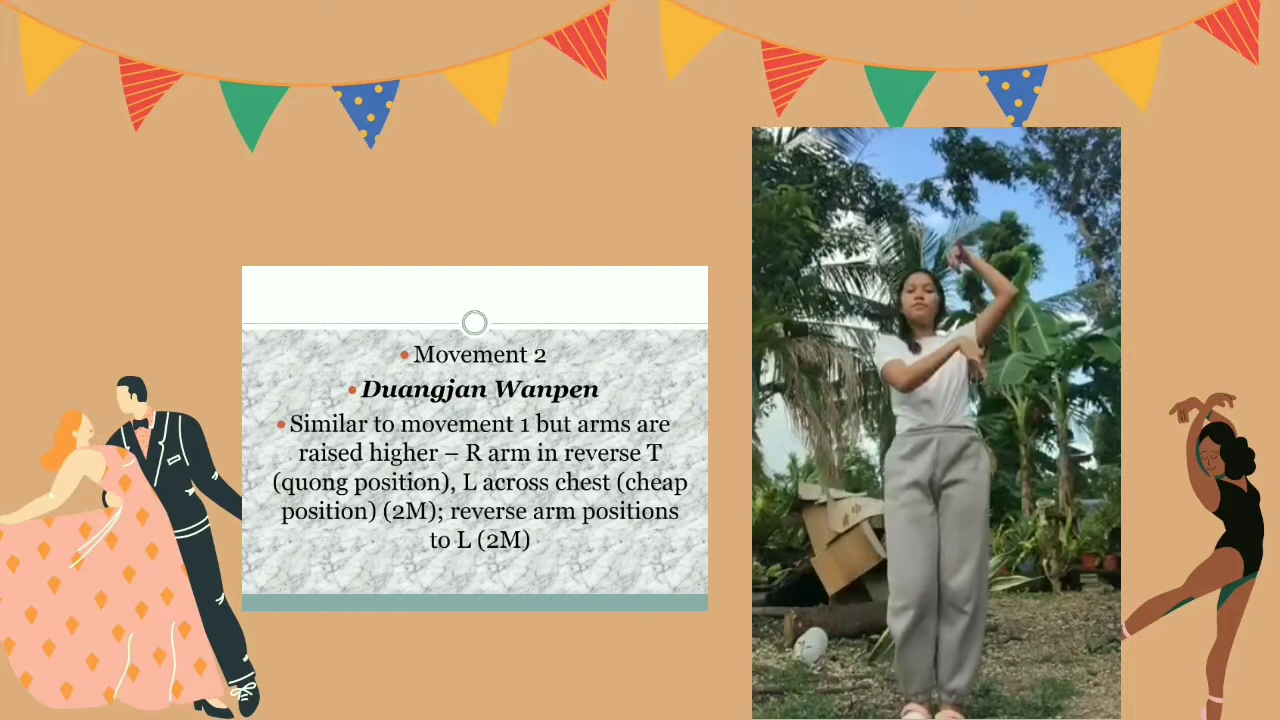 • Movement 2
• Duangjan Wanpen
• Similar to movement 1 but arms are
raised higher – R arm in reverse T
(quong position), L across chest (cheap
position) (2M); reverse arm positions
to L (2M)